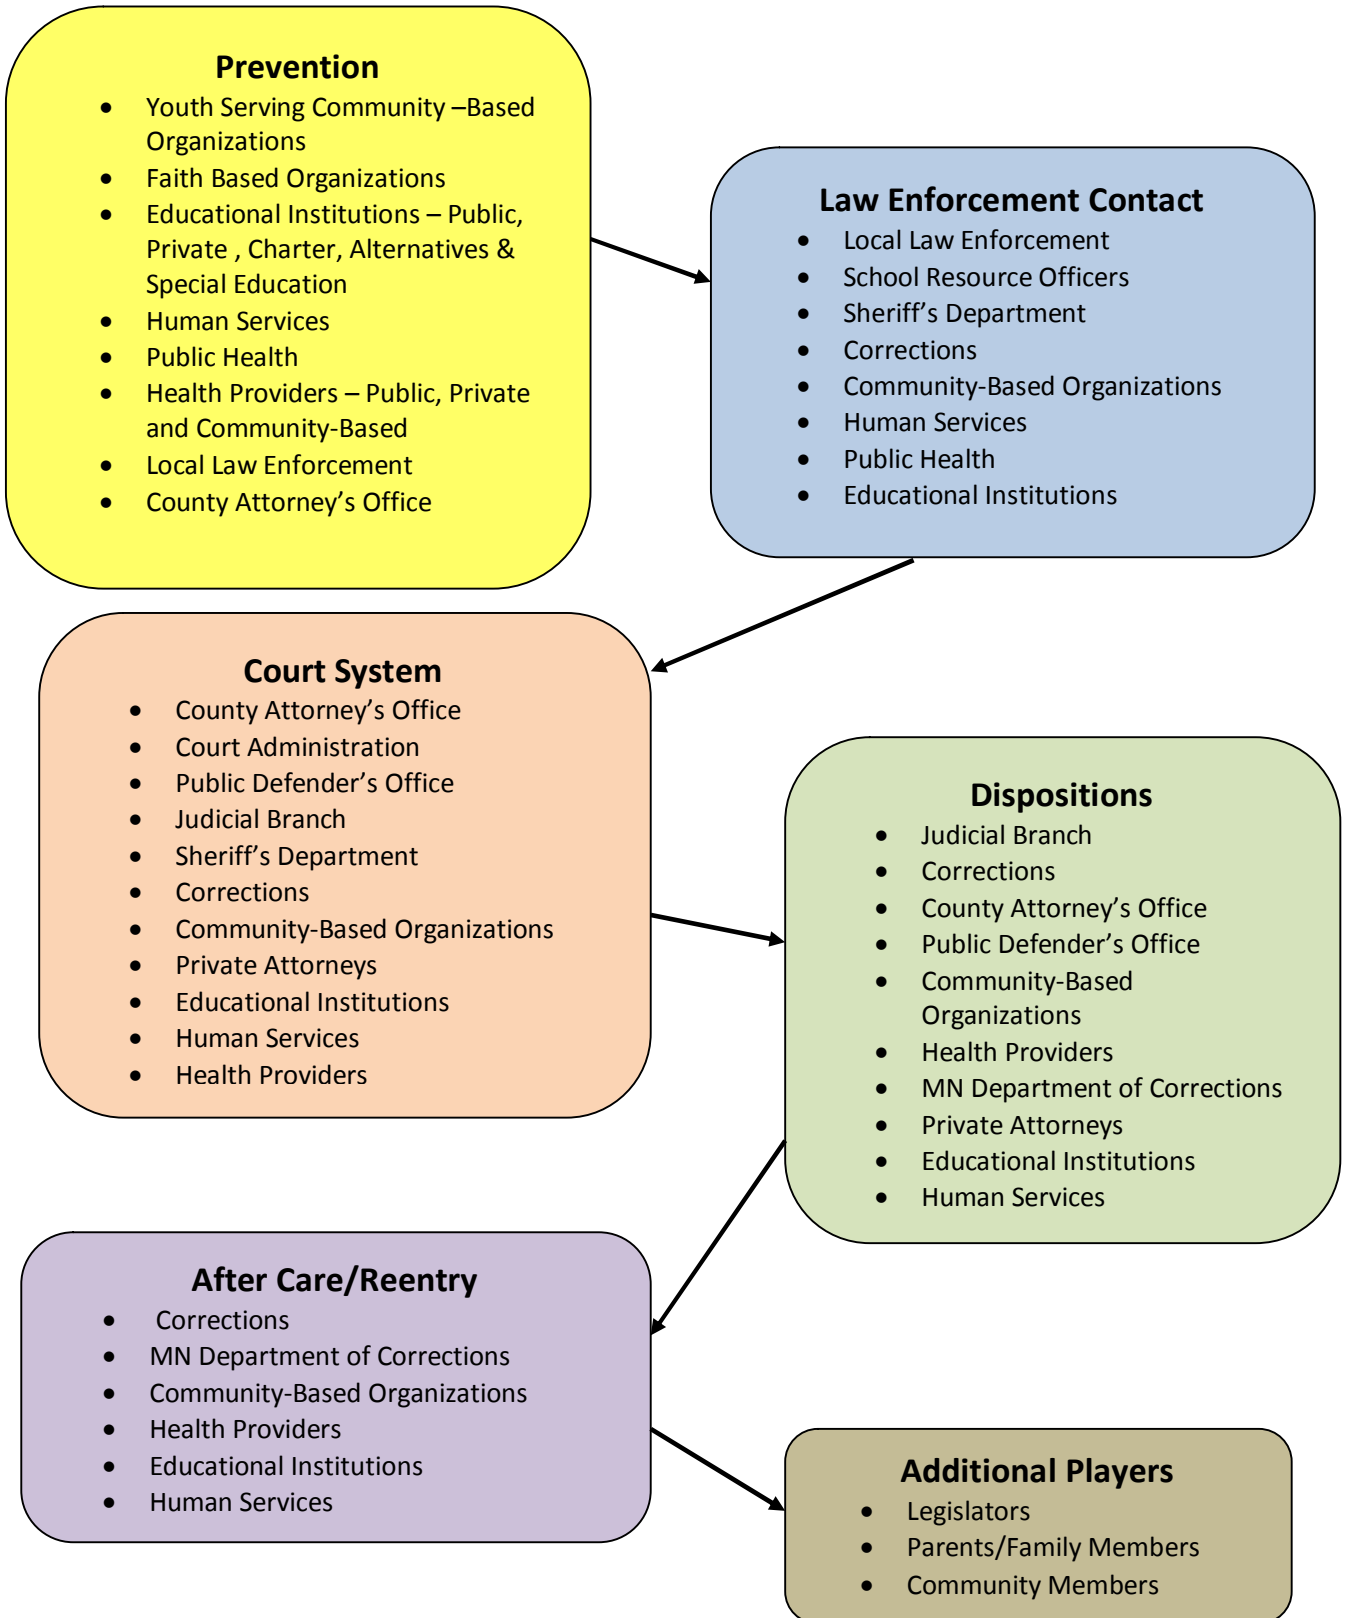 Prevention
• Youth Serving Community –Based
Organizations
• Faith Based Organizations
• Educational Institutions – Public,
Private , Charter, Alternatives &
Special Education
• Human Services
• Public Health
• Health Providers – Public, Private
and Community-Based
• Local Law Enforcement
• County Attorney’s Office
Law Enforcement Contact
• Local Law Enforcement
• School Resource Officers
• Sheriff’s Department
• Corrections
• Community-Based Organizations
• Human Services
• Public Health
• Educational Institutions
Court System
• County Attorney’s Office
• Court Administration
• Public Defender’s Office
• Judicial Branch
• Sheriff’s Department
• Corrections
• Community-Based Organizations
• Private Attorneys
• Educational Institutions
• Human Services
• Health Providers
Dispositions
• Judicial Branch
• Corrections
• County Attorney’s Office
• Public Defender’s Office
• Community-Based
Organizations
• Health Providers
• MN Department of Corrections
• Private Attorneys
• Educational Institutions
• Human Services
After Care/Reentry
• Corrections
• MN Department of Corrections
• Community-Based Organizations
• Health Providers
• Educational Institutions
• Human Services
Additional Players
• Legislators
• Parents/Family Members
• Community Members